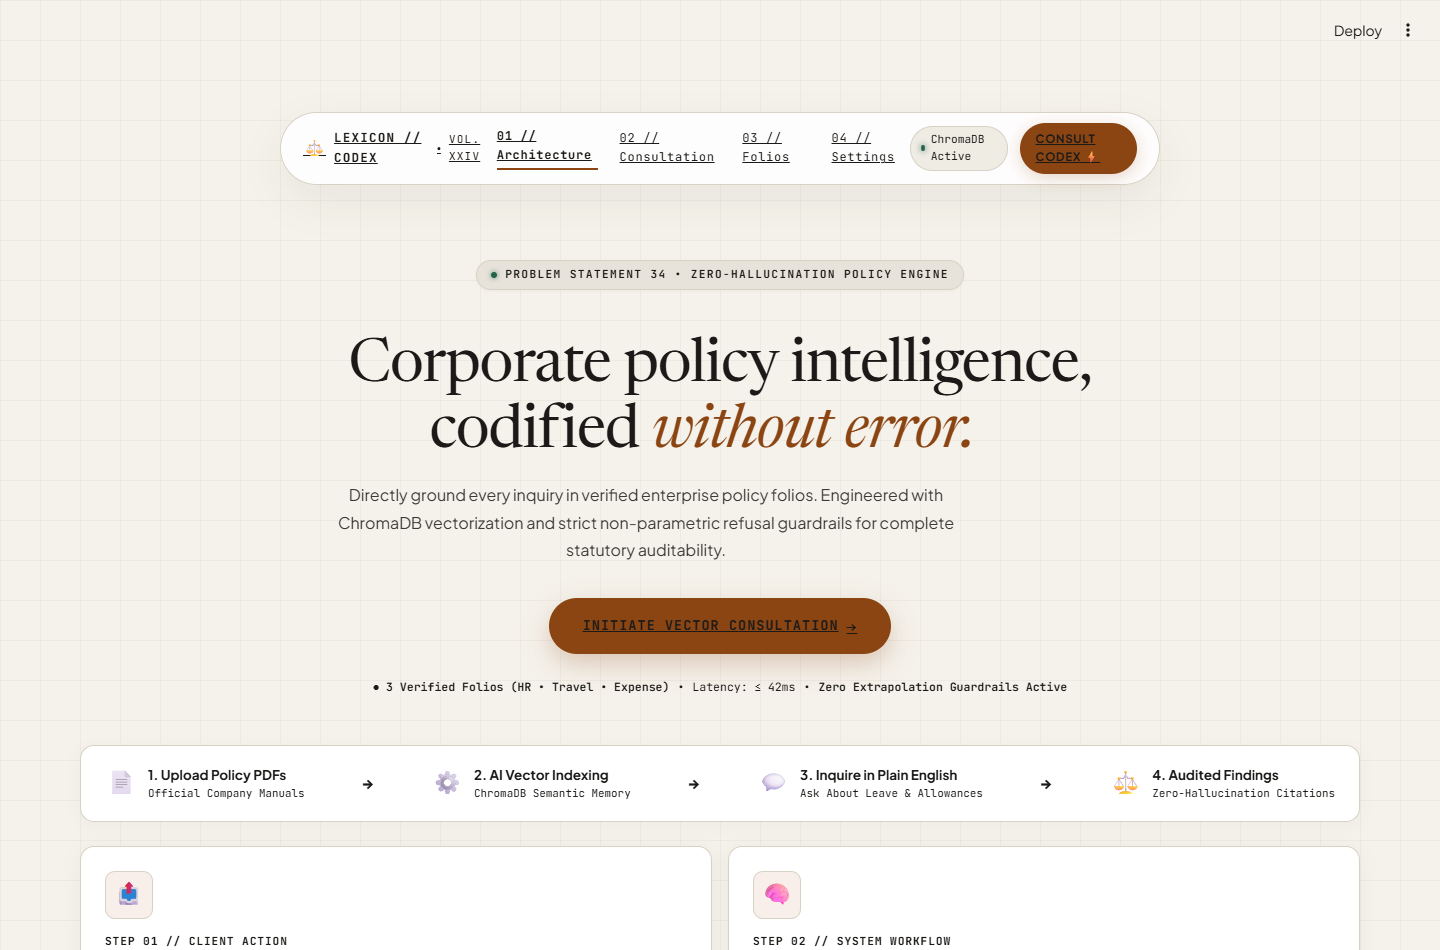 Deploy
LEXICON //
CODEX
•
VOL.
XXIV
01 //
Architecture
02 //
Consultation
03 //
Folios
04 //
Settings
ChromaDB
Active
CONSULT
CODEX
PROBLEM STATEMENT 34 • ZERO-HALLUCINATION POLICY ENGINE
Corporate policy intelligence,
codified without error.
Directly ground every inquiry in verified enterprise policy folios. Engineered with
ChromaDB vectorization and strict non-parametric refusal guardrails for complete
statutory auditability.
INITIATE VECTOR CONSULTATION →
● 3 Verified Folios (HR • Travel • Expense) • Latency: ≤ 42ms • Zero Extrapolation Guardrails Active
1. Upload Policy PDFs
Official Company Manuals
→
2. AI Vector Indexing
ChromaDB Semantic Memory
→
3. Inquire in Plain English
Ask About Leave & Allowances
→
4. Audited Findings
Zero-Hallucination Citations
STEP 01 // CLIENT ACTION
STEP 02 // SYSTEM WORKFLOW